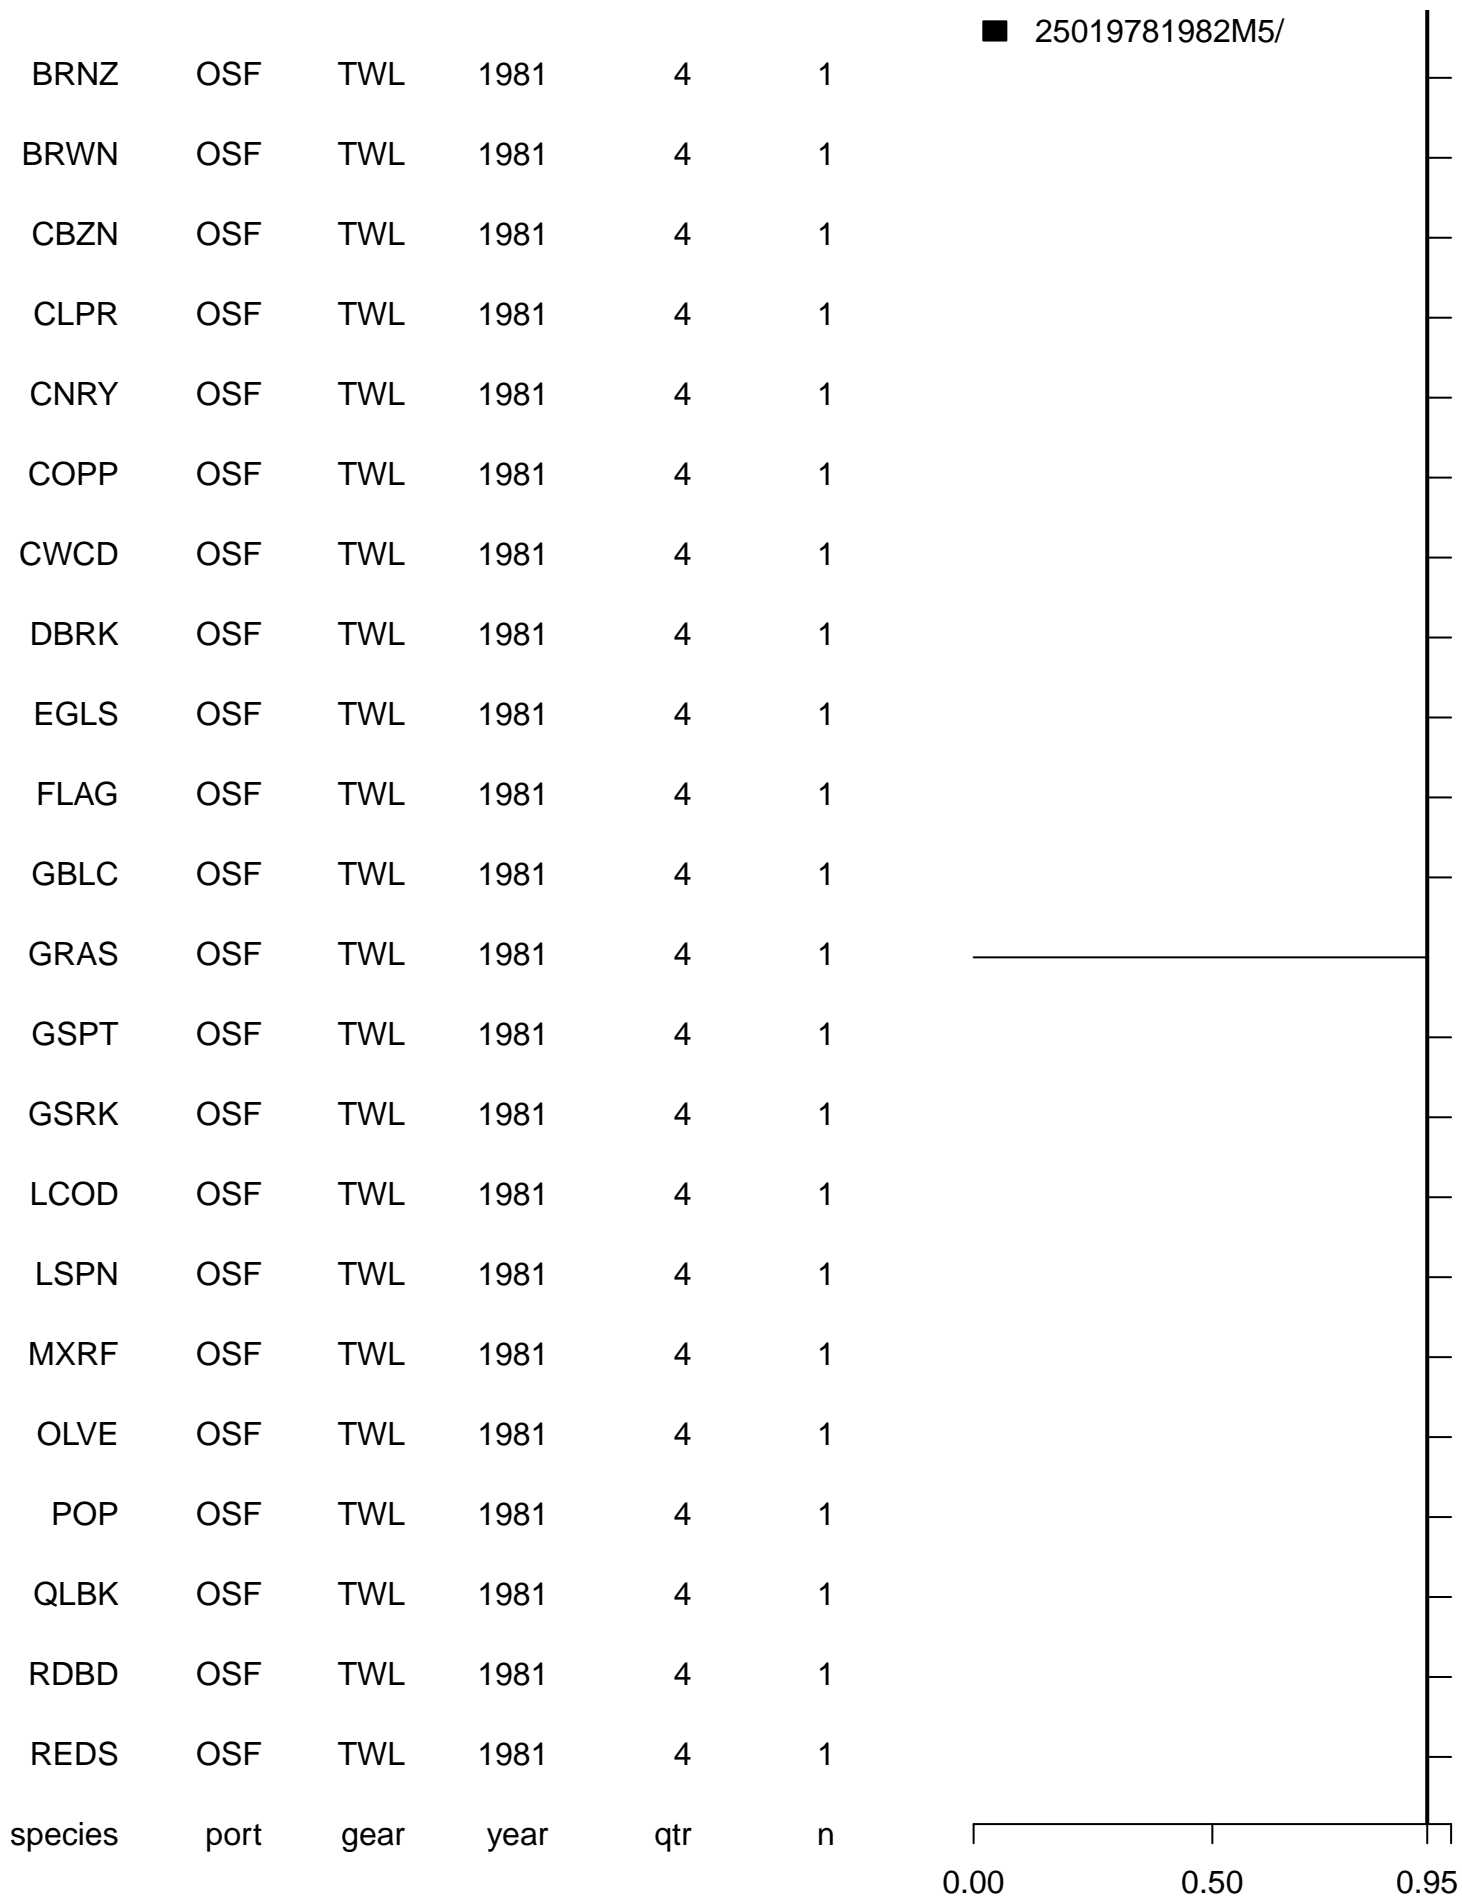 25019781982M5/
BRNZ OSF TWL 1981 4 1
BRWN OSF TWL 1981 4 1
CBZN OSF TWL 1981 4 1
CLPR OSF TWL 1981 4 1
CNRY OSF TWL 1981 4 1
COPP OSF TWL 1981 4 1
CWCD OSF TWL 1981 4 1
DBRK OSF TWL 1981 4 1
EGLS OSF TWL 1981 4 1
FLAG OSF TWL 1981 4 1
GBLC OSF TWL 1981 4 1
GRAS OSF TWL 1981 4 1
GSPT OSF TWL 1981 4 1
GSRK OSF TWL 1981 4 1
LCOD OSF TWL 1981 4 1
LSPN OSF TWL 1981 4 1
MXRF OSF TWL 1981 4 1
OLVE OSF TWL 1981 4 1
POP OSF TWL 1981 4 1
QLBK OSF TWL 1981 4 1
RDBD OSF TWL 1981 4 1
REDS OSF TWL 1981 4 1
species port gear year qtr n
0.00 0.50 0.95